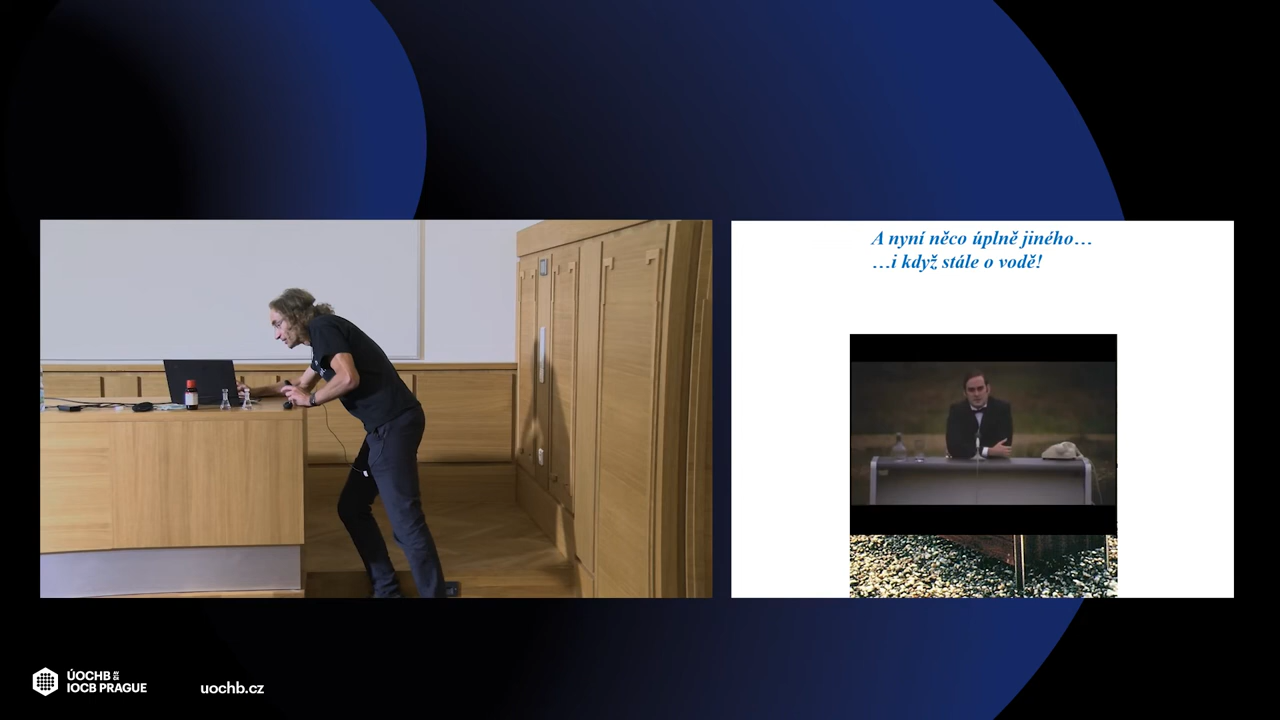 A nyní něco úplně jiného…
…i když stále o vodě!
ÚOCHB
IOCB PRAGUE
uochb.cz